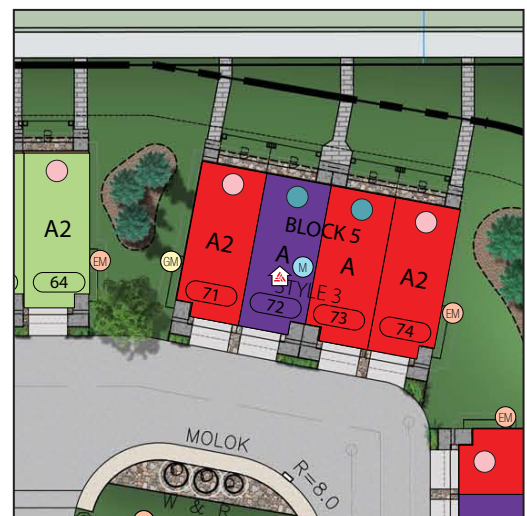 BLOCK 5
STYLE 3
A2
64
EM
GM
A2
71
A
72
M
A
73
A2
74
EM
EM
MOLOK
R=8.0
W & R